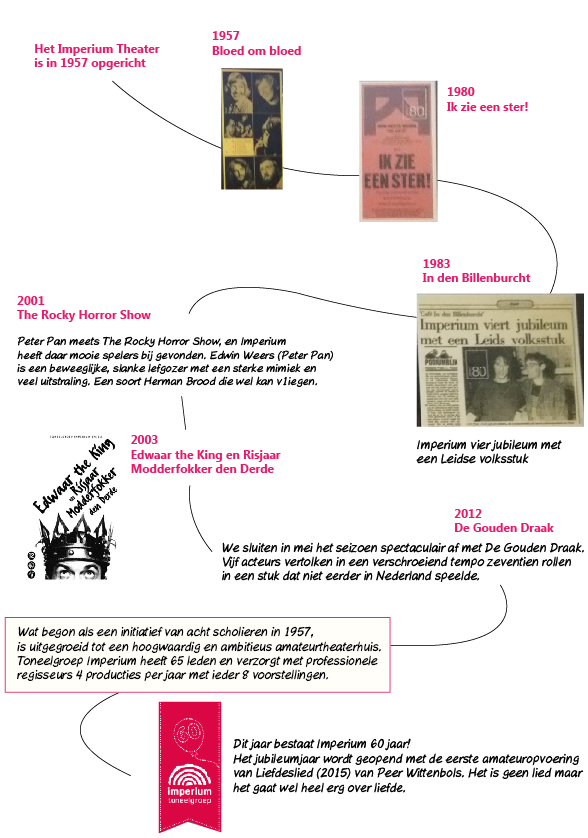 Het Imperium Theater
is in 1957 opgericht
1957
Bloed om bloed
1980
Ik zie een ster!
80
IK ZIE
EEN STER!
1983
In den Billenburcht
'Café In den Billenburcht'
Imperium viert jubileum
met een Leids volksstuk
PODIUMBLIK
80
Imperium vier jubileum met
een Leidse volksstuk
2001
The Rocky Horror Show
Peter Pan meets The Rocky Horror Show, en Imperium
heeft daar mooie spelers bij gevonden. Edwin Weers (Peter Pan)
is een beweeglijke, slanke lefgozer met een sterke mimiek en
veel uitstraling. Een soort Herman Brood die wel kan vliegen.
2003
Edwaar the King en Risjaar
Modderfokker den Derde
Edwaar the King
en Risjaar
Modderfokker
den Derde
2012
De Gouden Draak
We sluiten in mei het seizoen spectaculair af met De Gouden Draak.
Vijf acteurs vertolken in een verschroeiend tempo zeventien rollen
in een stuk dat niet eerder in Nederland speelde.
Wat begon als een initiatief van acht scholieren in 1957,
is uitgegroeid tot een hoogwaardig en ambitieus amateurtheaterhuis.
Toneelgroep Imperium heeft 65 leden en verzorgt met professionele
regisseurs 4 producties per jaar met ieder 8 voorstellingen.
60
imperium
toneelgroep
Dit jaar bestaat Imperium 60 jaar!
Het jubileumjaar wordt geopend met de eerste amateuropvoering
van Liefdeslied (2015) van Peer Wittenbols. Het is geen lied maar
het gaat wel heel erg over liefde.